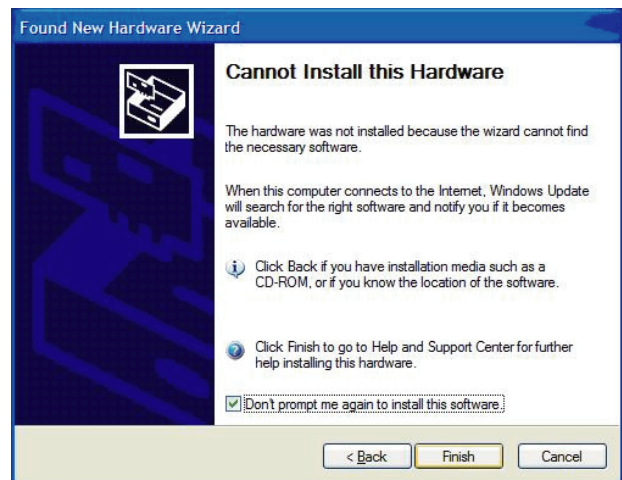 Found New Hardware Wizard
Cannot Install this Hardware
The hardware was not installed because the wizard cannot find
the necessary software.
When this computer connects to the Internet, Windows Update
will search for the right software and notify you if it becomes
available.
Click Back if you have installation media such as a
CD-ROM, or if you know the location of the software.
Click Finish to go to Help and Support Center for further
help installing this hardware.
Don't prompt me again to install this software.
< Back
Finish
Cancel